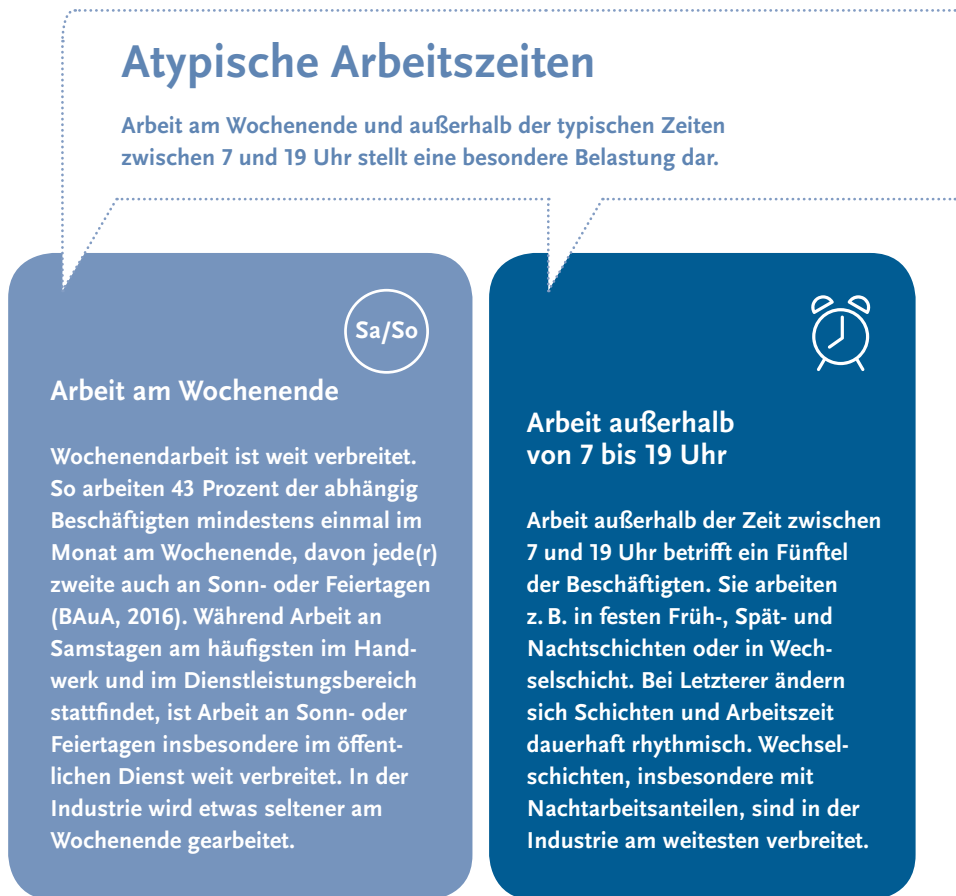 Atypische Arbeitszeiten
Arbeit am Wochenende und außerhalb der typischen Zeiten
zwischen 7 und 19 Uhr stellt eine besondere Belastung dar.
Sa/So
Arbeit am Wochenende
Wochenendarbeit ist weit verbreitet.
So arbeiten 43 Prozent der abhängig
Beschäftigten mindestens einmal im
Monat am Wochenende, davon jede(r)
zweite auch an Sonn- oder Feiertagen
(BAuA, 2016). Während Arbeit an
Samstagen am häufigsten im Hand-
werk und im Dienstleistungsbereich
stattfindet, ist Arbeit an Sonn- oder
Feiertagen insbesondere im öffent-
lichen Dienst weit verbreitet. In der
Industrie wird etwas seltener am
Wochenende gearbeitet.
Arbeit außerhalb
von 7 bis 19 Uhr
Arbeit außerhalb der Zeit zwischen
7 und 19 Uhr betrifft ein Fünftel
der Beschäftigten. Sie arbeiten
z. B. in festen Früh-, Spät- und
Nachtschichten oder in Wech-
selschicht. Bei Letzterer ändern
sich Schichten und Arbeitszeit
dauerhaft rhythmisch. Wechsel-
schichten, insbesondere mit
Nachtarbeitsanteilen, sind in der
Industrie am weitesten verbreitet.